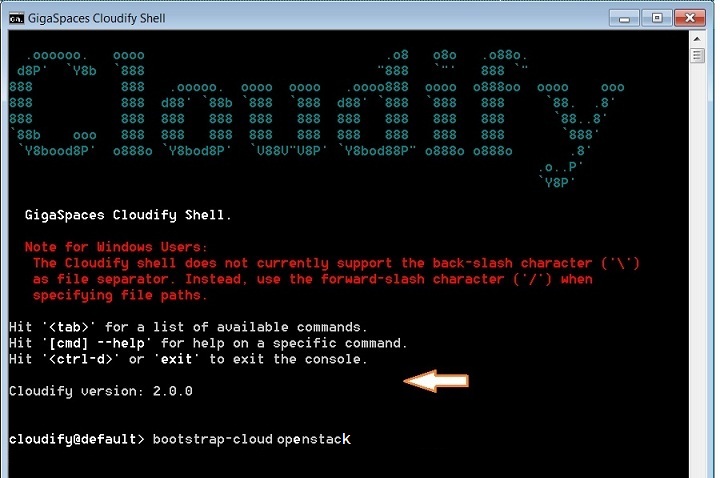 GigaSpaces Cloudify Shell
Cloudify
GigaSpaces Cloudify Shell.
Note for Windows Users:
The Cloudify shell does not currently support the back-slash character ('\')
as file separator. Instead, use the forward-slash character ('/') when
specifying file paths.
Hit '<tab>' for a list of available commands.
Hit '[cmd] --help' for help on a specific command.
Hit '<ctrl-d>' or 'exit' to exit the console.
Cloudify version: 2.0.0
cloudify@default> bootstrap-cloud openstack